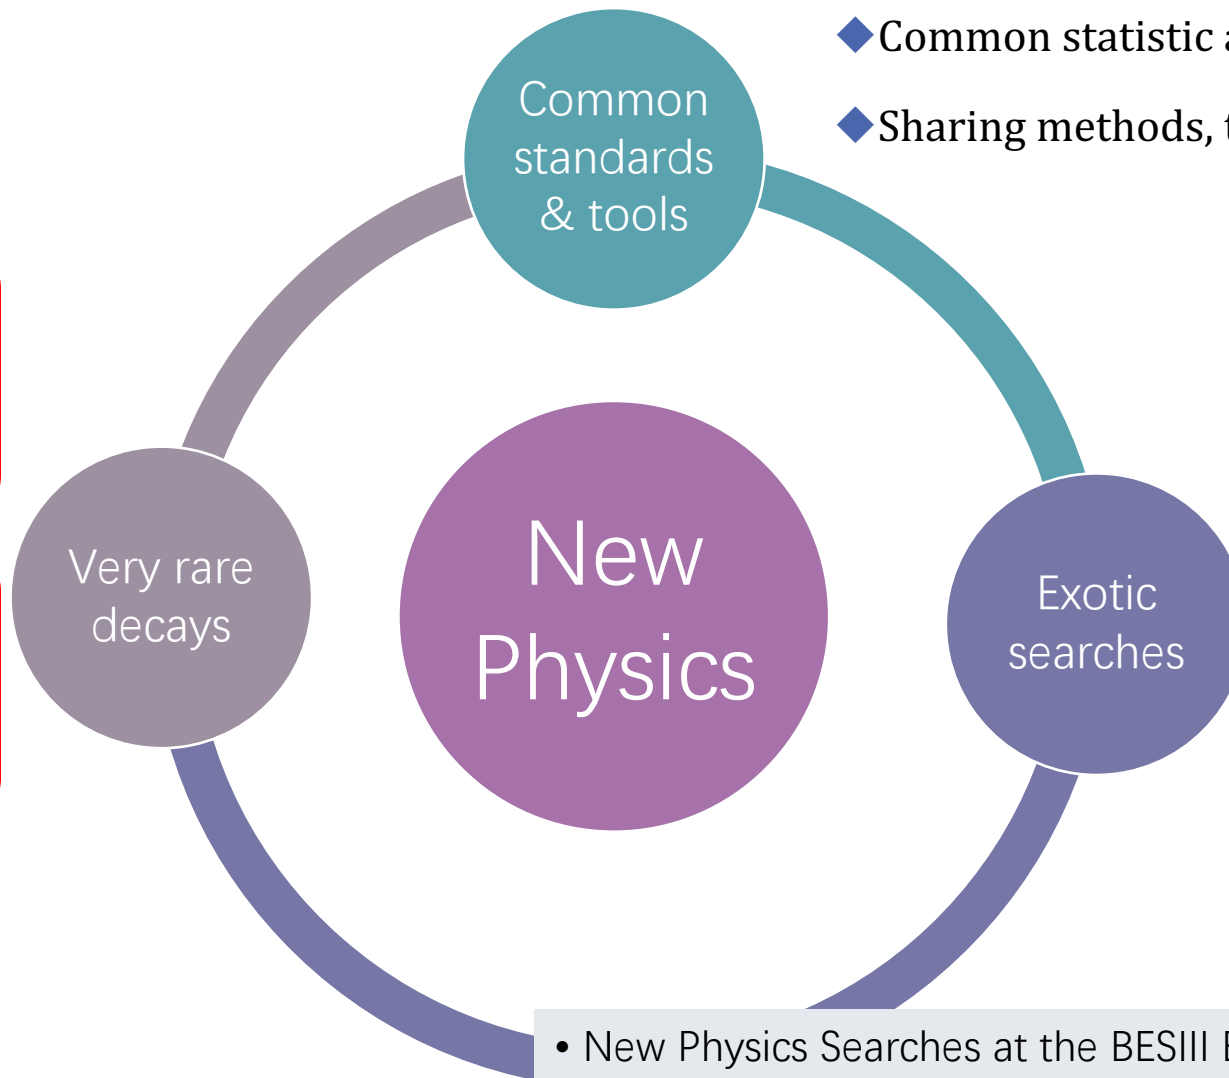 Common statistic
Sharing methods,
Common
standards
& tools
Very rare
decays
New
Physics
Exotic
searches
• New Physics Searches at the BESIII